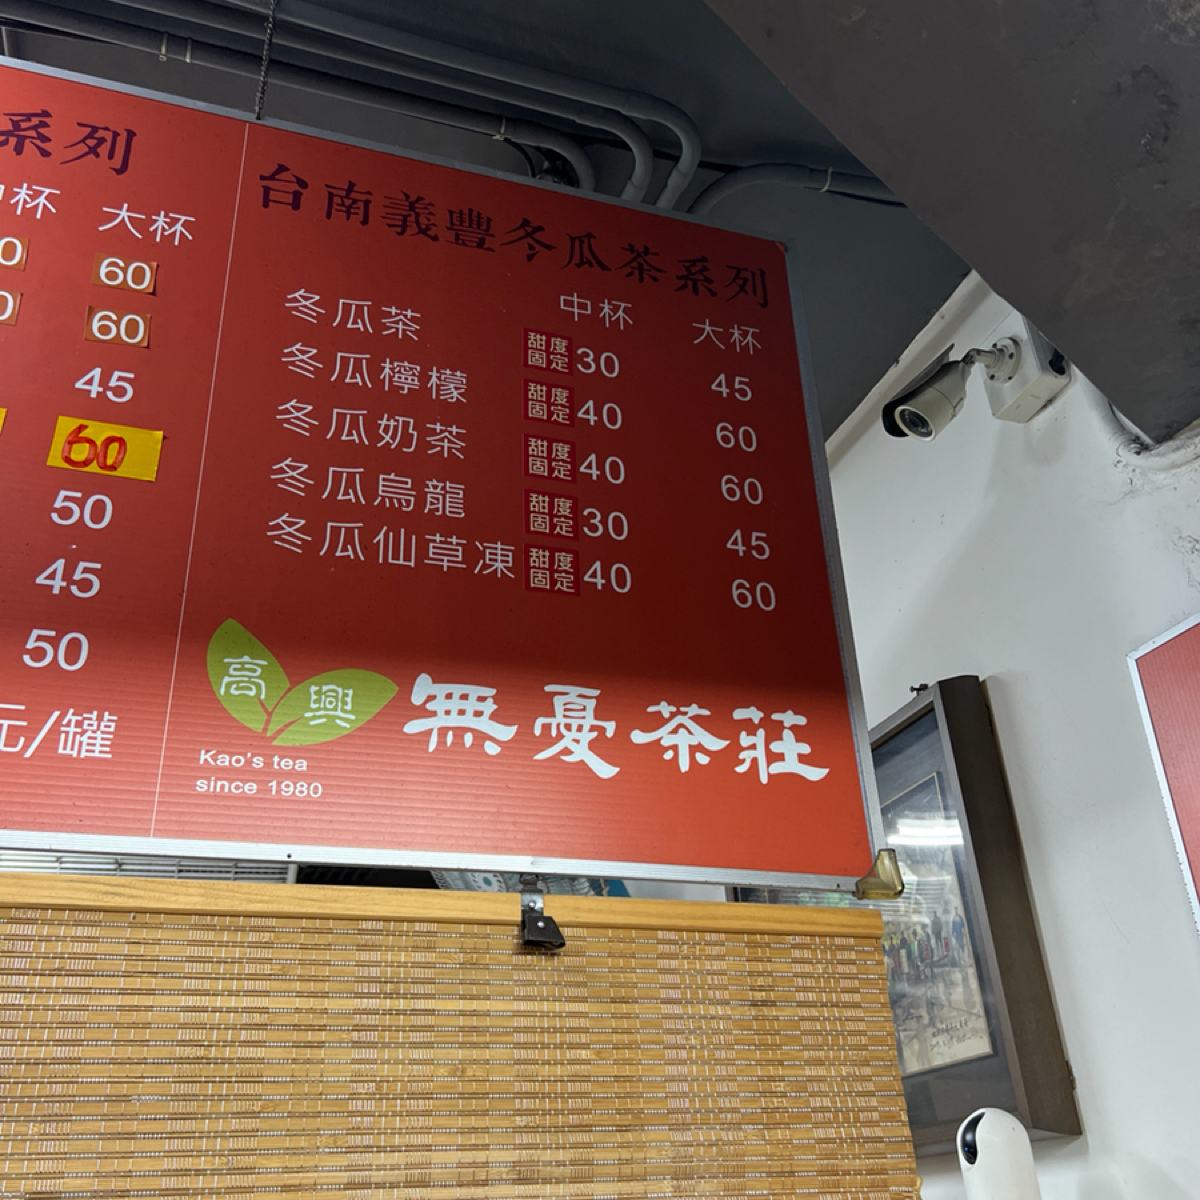 系列
中杯 大杯
0 60
0 60
45
60
50
45
50
元/罐
台南義豐冬瓜茶系列
中杯 大杯
冬瓜茶 甜度固定 30 45
冬瓜檸檬 甜度固定 40 60
冬瓜奶茶 甜度固定 40 60
冬瓜烏龍 甜度固定 30 45
冬瓜仙草凍 甜度固定 40 60
高興 無憂茶莊
Kao's tea
since 1980